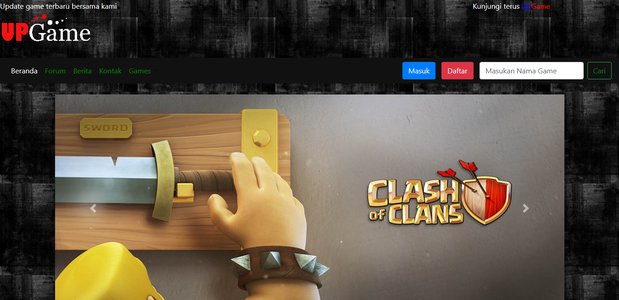 Update game terbaru bersama kami
Kunjungi terus UpGame
UPGame
Beranda Forum Berita Kontak Games Masuk Daftar Masukan Nama Game Cari
SWORD
CLASH
of CLANS